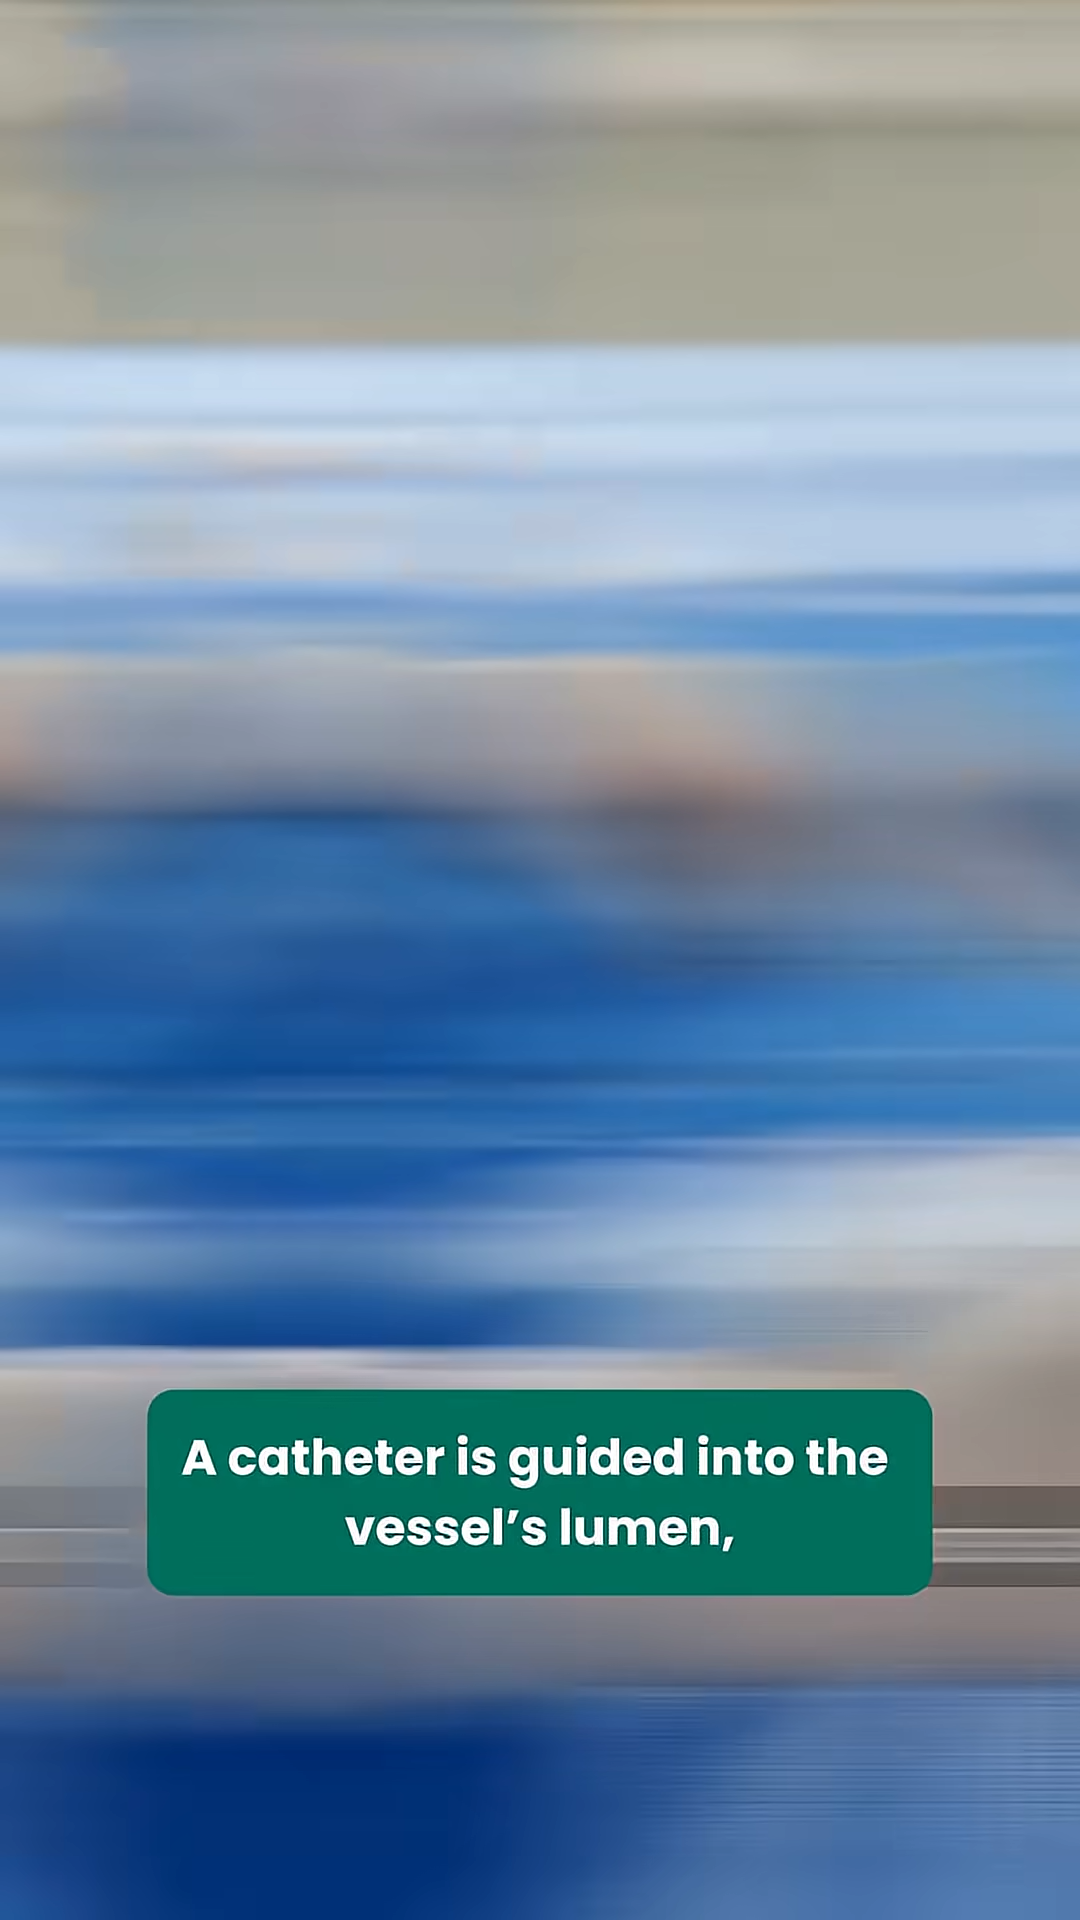 A catheter is guided into the
vessel’s lumen,